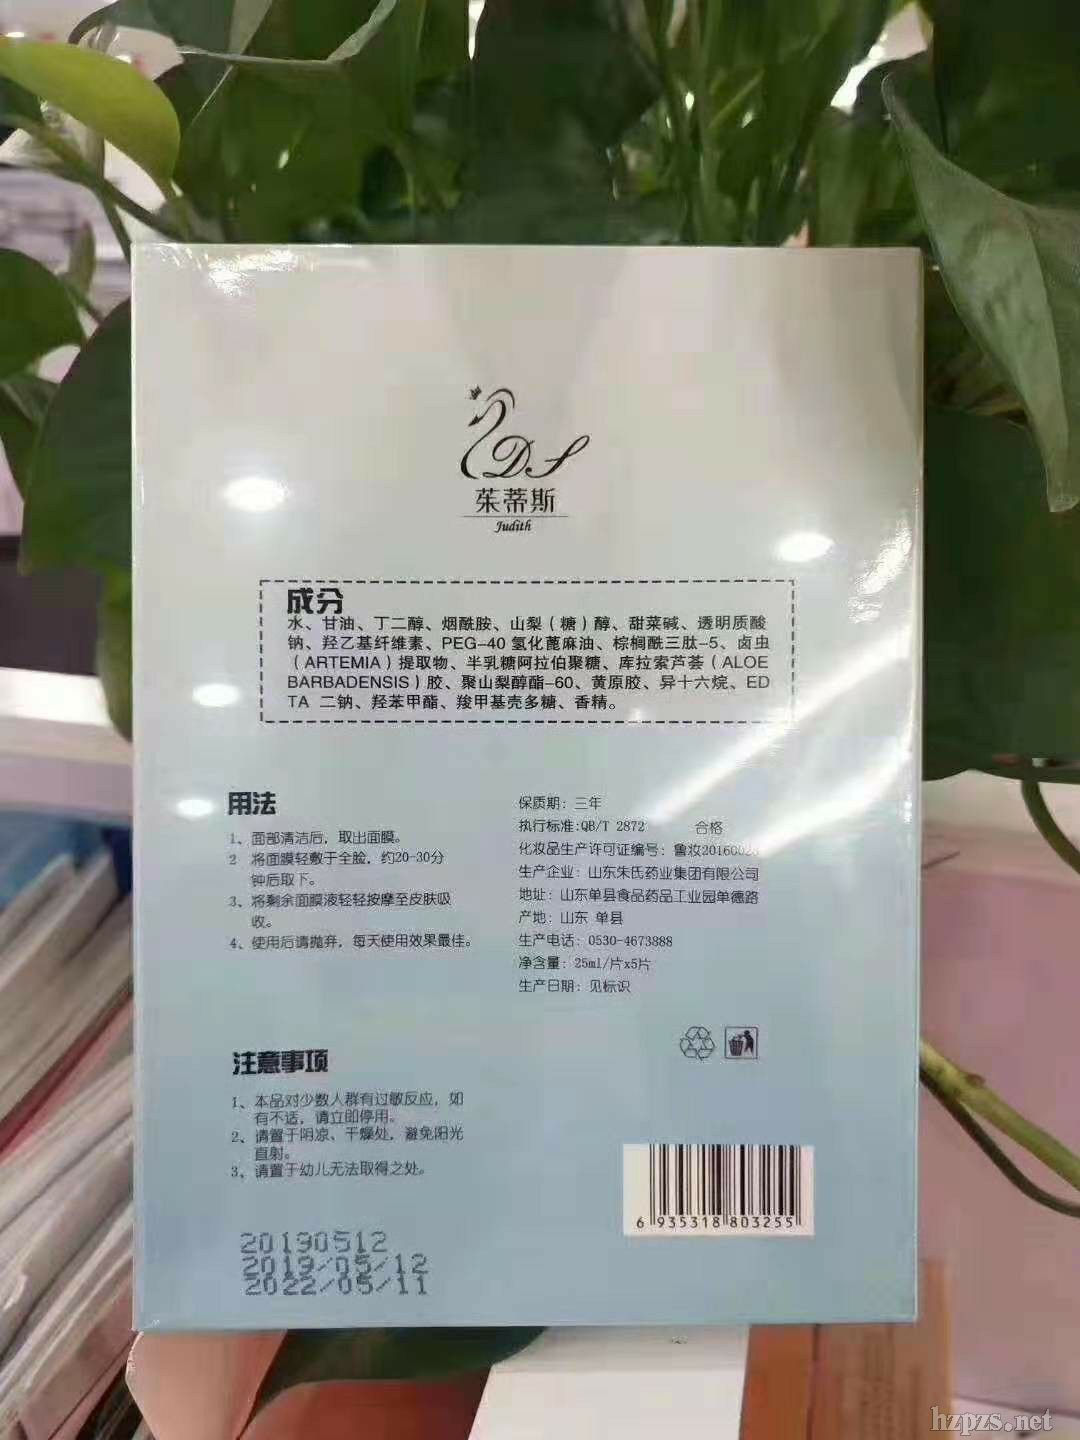 DS
茱蒂斯
Judith
成分
水、甘油、丁二醇、烟酰胺、山梨（糖）醇、甜菜碱、透明质酸
钠、羟乙基纤维素、PEG-40 氢化蓖麻油、棕榈酰三肽-5、卤虫
（ARTEMIA）提取物、半乳糖阿拉伯聚糖、库拉索芦荟（ALOE
BARBADENSIS）胶、聚山梨醇酯-60、黄原胶、异十六烷、ED
TA 二钠、羟苯甲酯、羧甲基壳多糖、香精。
用法
1、面部清洁后，取出面膜。
2 将面膜轻敷于全脸，约20-30分
钟后取下。
3、将剩余面膜液轻轻按摩至皮肤吸
收。
4、使用后请抛弃，每天使用效果最佳。
保质期：三年
执行标准:QB/T 2872 合格
化妆品生产许可证编号：鲁妆20160028
生产企业：山东朱氏药业集团有限公司
地址：山东单县食品药品工业园单德路
产地：山东 单县
生产电话：0530-4673888
净含量：25ml/片x5片
生产日期：见标识
注意事项
1、本品对少数人群有过敏反应，如
有不适，请立即停用。
2、请置于阴凉、干燥处，避免阳光
直射。
3、请置于幼儿无法取得之处。
6 935318 803255
20190512
2019/05/12
2022/05/11
hzpzs.net